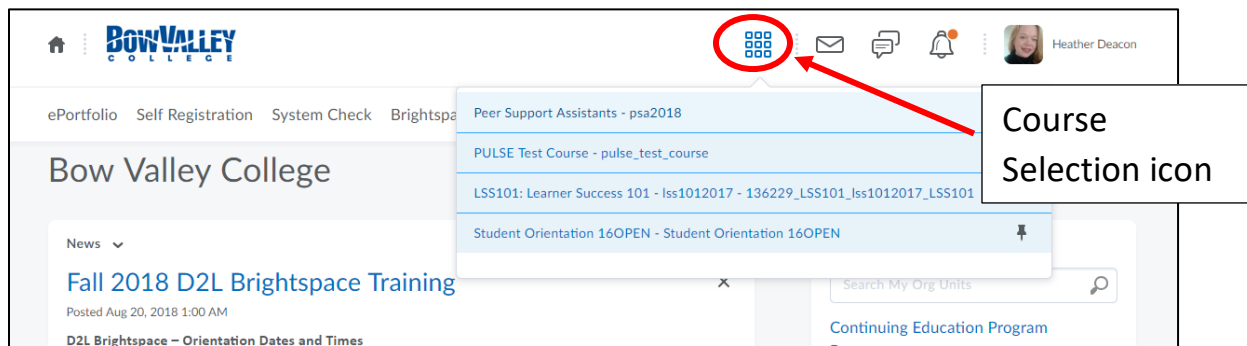 BOW VALLEY
COLLEGE
Heather Deacon
ePortfolio Self Registration System Check Brightspa
Peer Support Assistants - psa2018
PULSE Test Course - pulse_test_course
LSS101: Learner Success 101 - lss1012017 - 136229_LSS101_lss1012017_LSS101
Student Orientation 16OPEN - Student Orientation 16OPEN
Course
Selection icon
Bow Valley College
News
Fall 2018 D2L Brightspace Training
Posted Aug 20, 2018 1:00 AM
D2L Brightspace – Orientation Dates and Times
Search My Org Units
Continuing Education Program